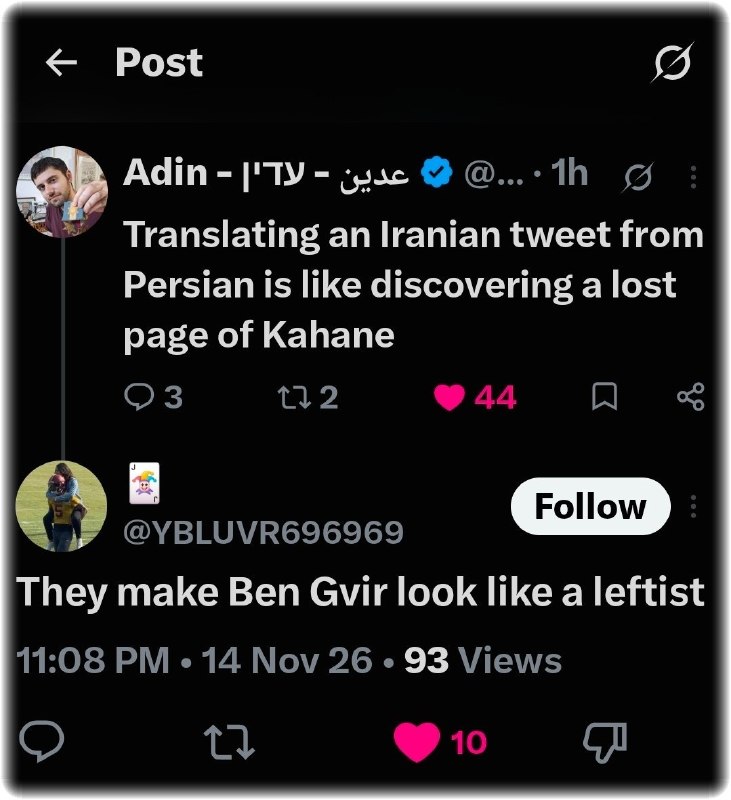 Post
Adin - עדין - عدين @... · 1h
Translating an Iranian tweet from
Persian is like discovering a lost
page of Kahane
3 2 44
@YBLUVR696969
Follow
They make Ben Gvir look like a leftist
11:08 PM • 14 Nov 26 • 93 Views
10